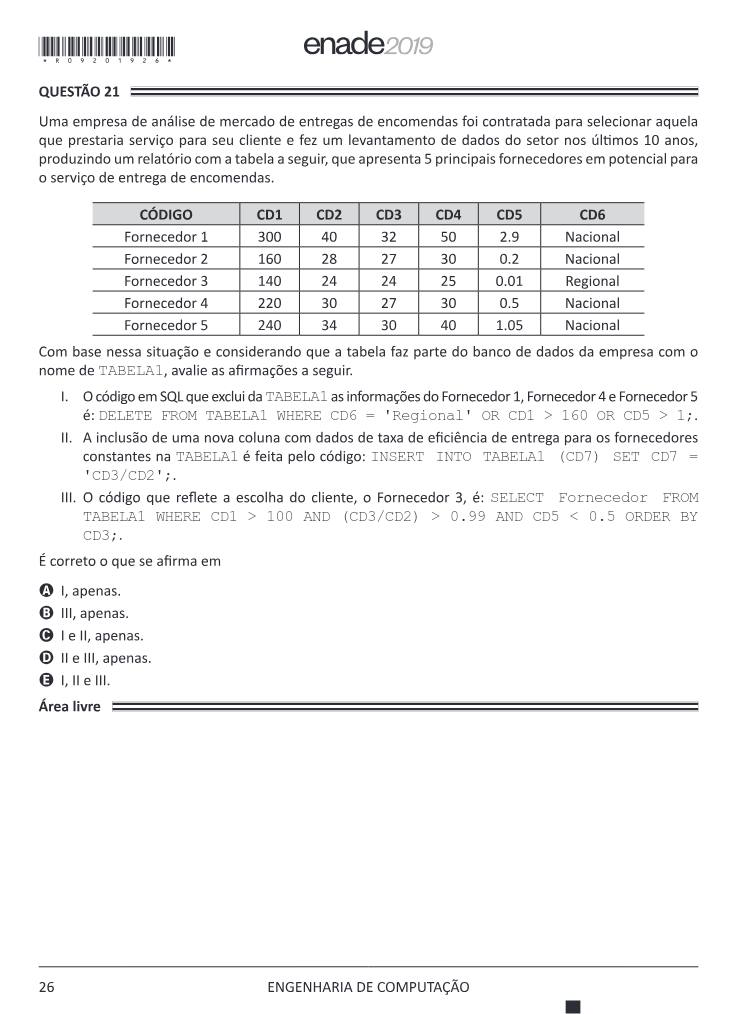 *R092019926*
enade2019
QUESTÃO 21
Uma empresa de análise de mercado de entregas de encomendas foi contratada para selecionar aquela
que prestaria serviço para seu cliente e fez um levantamento de dados do setor nos últimos 10 anos,
produzindo um relatório com a tabela a seguir, que apresenta 5 principais fornecedores em potencial para
o serviço de entrega de encomendas.
CÓDIGO CD1 CD2 CD3 CD4 CD5 CD6
Fornecedor 1 300 40 32 50 2.9 Nacional
Fornecedor 2 160 28 27 30 0.2 Nacional
Fornecedor 3 140 24 24 25 0.01 Regional
Fornecedor 4 220 30 27 30 0.5 Nacional
Fornecedor 5 240 34 30 40 1.05 Nacional
Com base nessa situação e considerando que a tabela faz parte do banco de dados da empresa com o
nome de TABELA1, avalie as afirmações a seguir.
I. O código em SQL que exclui da TABELA1 as informações do Fornecedor 1, Fornecedor 4 e Fornecedor 5
é: DELETE FROM TABELA1 WHERE CD6 = 'Regional' OR CD1 > 160 OR CD5 > 1;.
II. A inclusão de uma nova coluna com dados de taxa de eficiência de entrega para os fornecedores
constantes na TABELA1 é feita pelo código: INSERT INTO TABELA1 (CD7) SET CD7 =
'CD3/CD2';.
III. O código que reflete a escolha do cliente, o Fornecedor 3, é: SELECT Fornecedor FROM
TABELA1 WHERE CD1 > 100 AND (CD3/CD2) > 0.99 AND CD5 < 0.5 ORDER BY
CD3;.
É correto o que se afirma em
A I, apenas.
B III, apenas.
C I e II, apenas.
D II e III, apenas.
E I, II e III.
Área livre
26 ENGENHARIA DE COMPUTAÇÃO